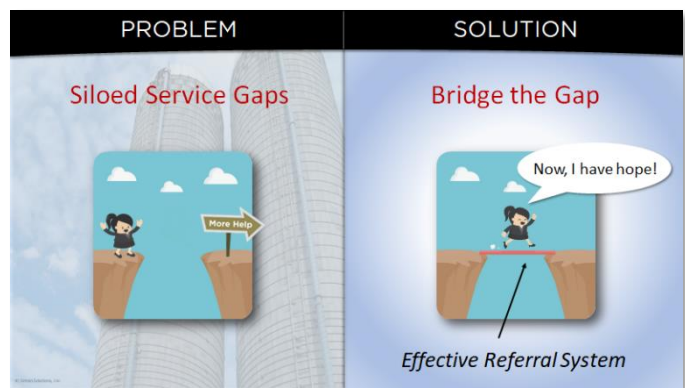 PROBLEM
Siloed Service Gaps
More Help
SOLUTION
Bridge the Gap
Now, I have hope!
Effective Referral System